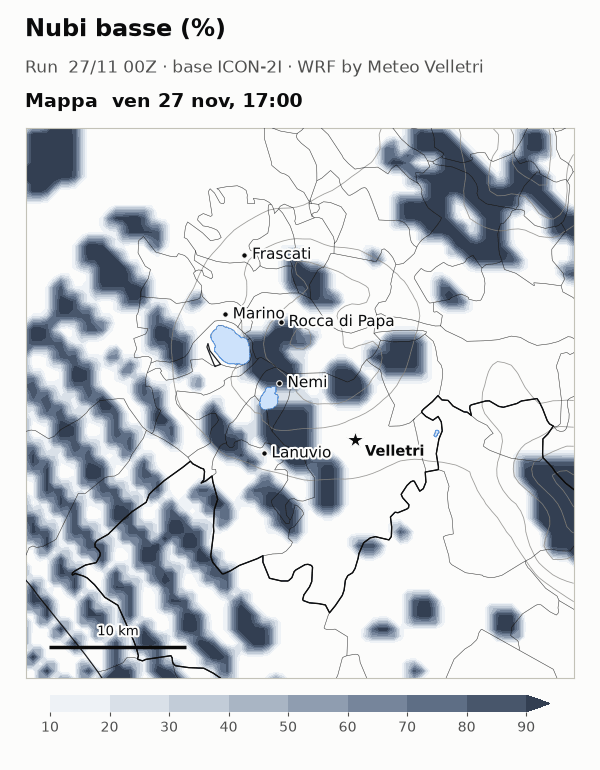 Nubi basse (%)
Run  27/11 00Z · base ICON-2I · WRF by Meteo Velletri
Mappa  ven 27 nov, 17:00
Frascati
Marino
Rocca di Papa
Nemi
Velletri
Lanuvio
10 km
10 20 30 40 50 60 70 80 90